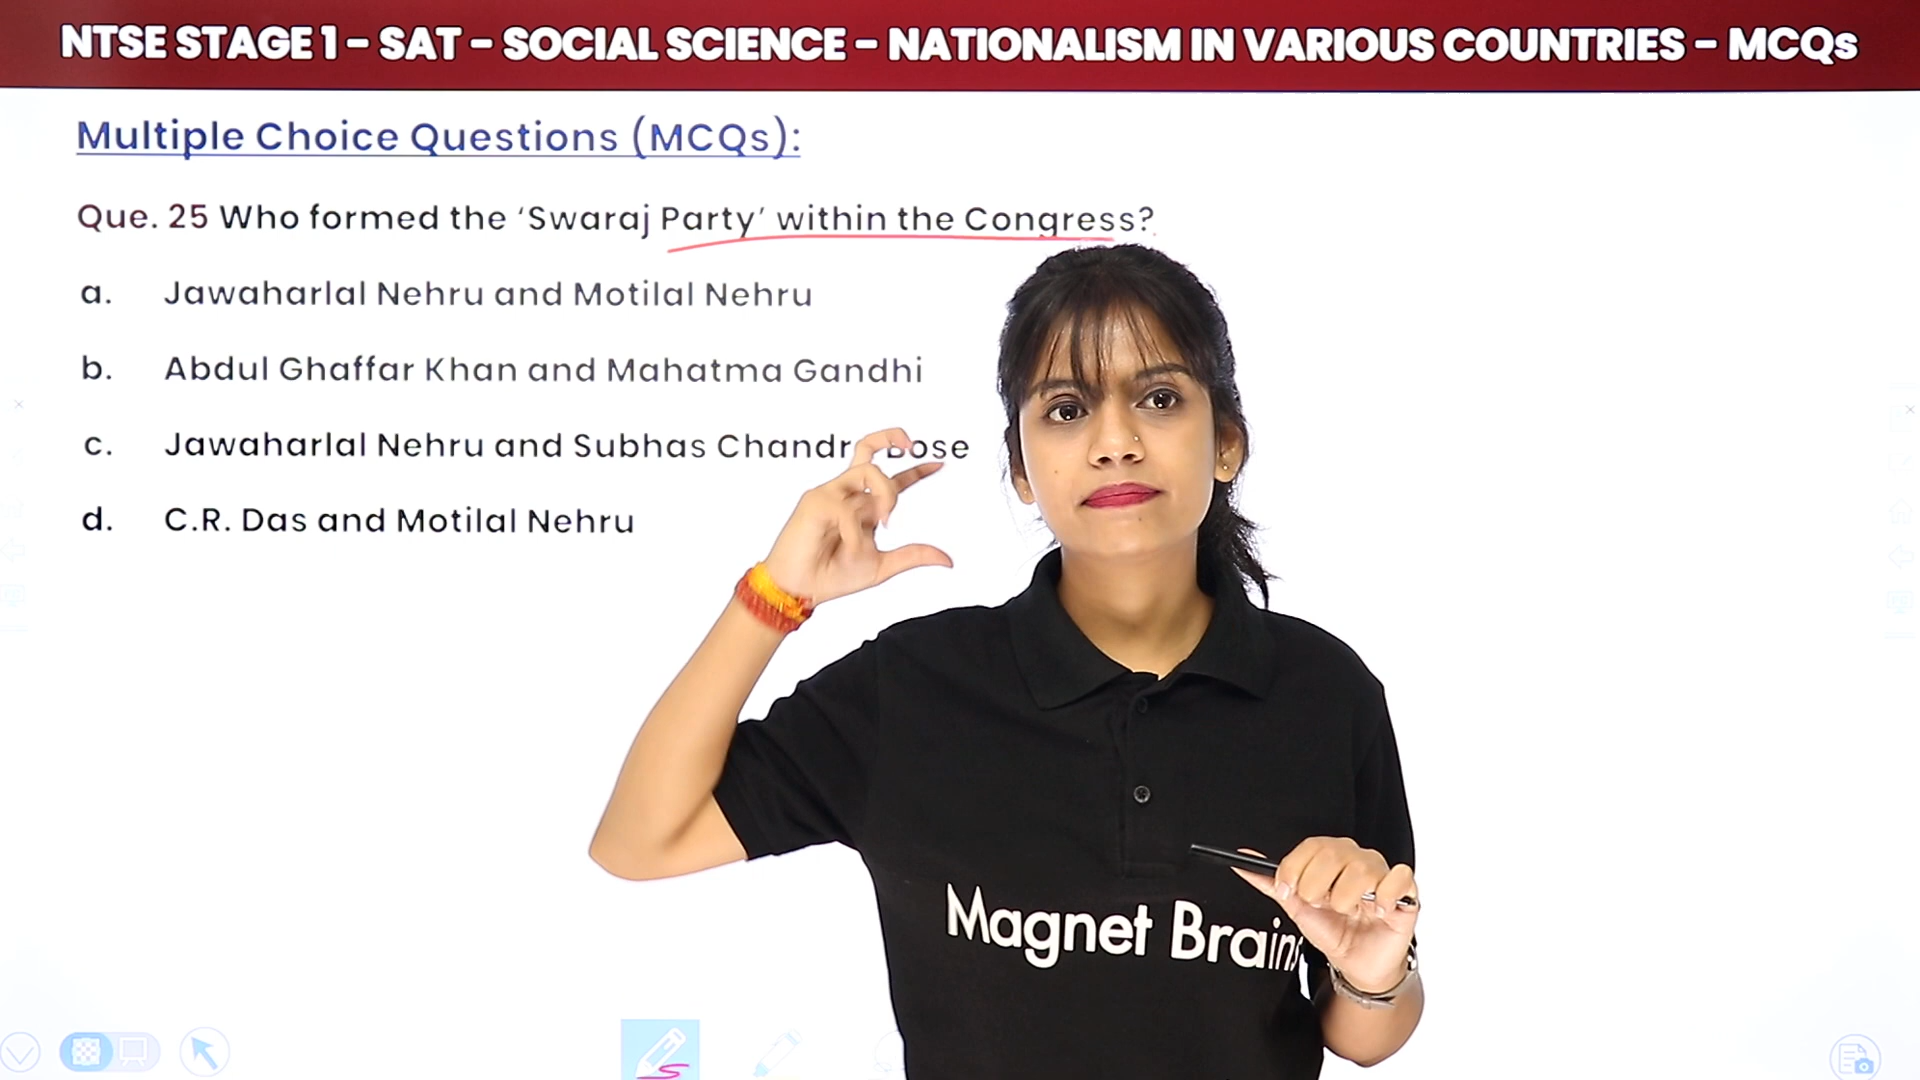 NTSE STAGE 1 – SAT – SOCIAL SCIENCE – NATIONALISM IN VARIOUS COUNTRIES – MCQs
Multiple Choice Questions (MCQs):
Que. 25 Who formed the ‘Swaraj Party’ within the Congress?
a. Jawaharlal Nehru and Motilal Nehru
b. Abdul Ghaffar Khan and Mahatma Gandhi
c. Jawaharlal Nehru and Subhas Chandr Bose
d. C.R. Das and Motilal Nehru
Magnet Brains